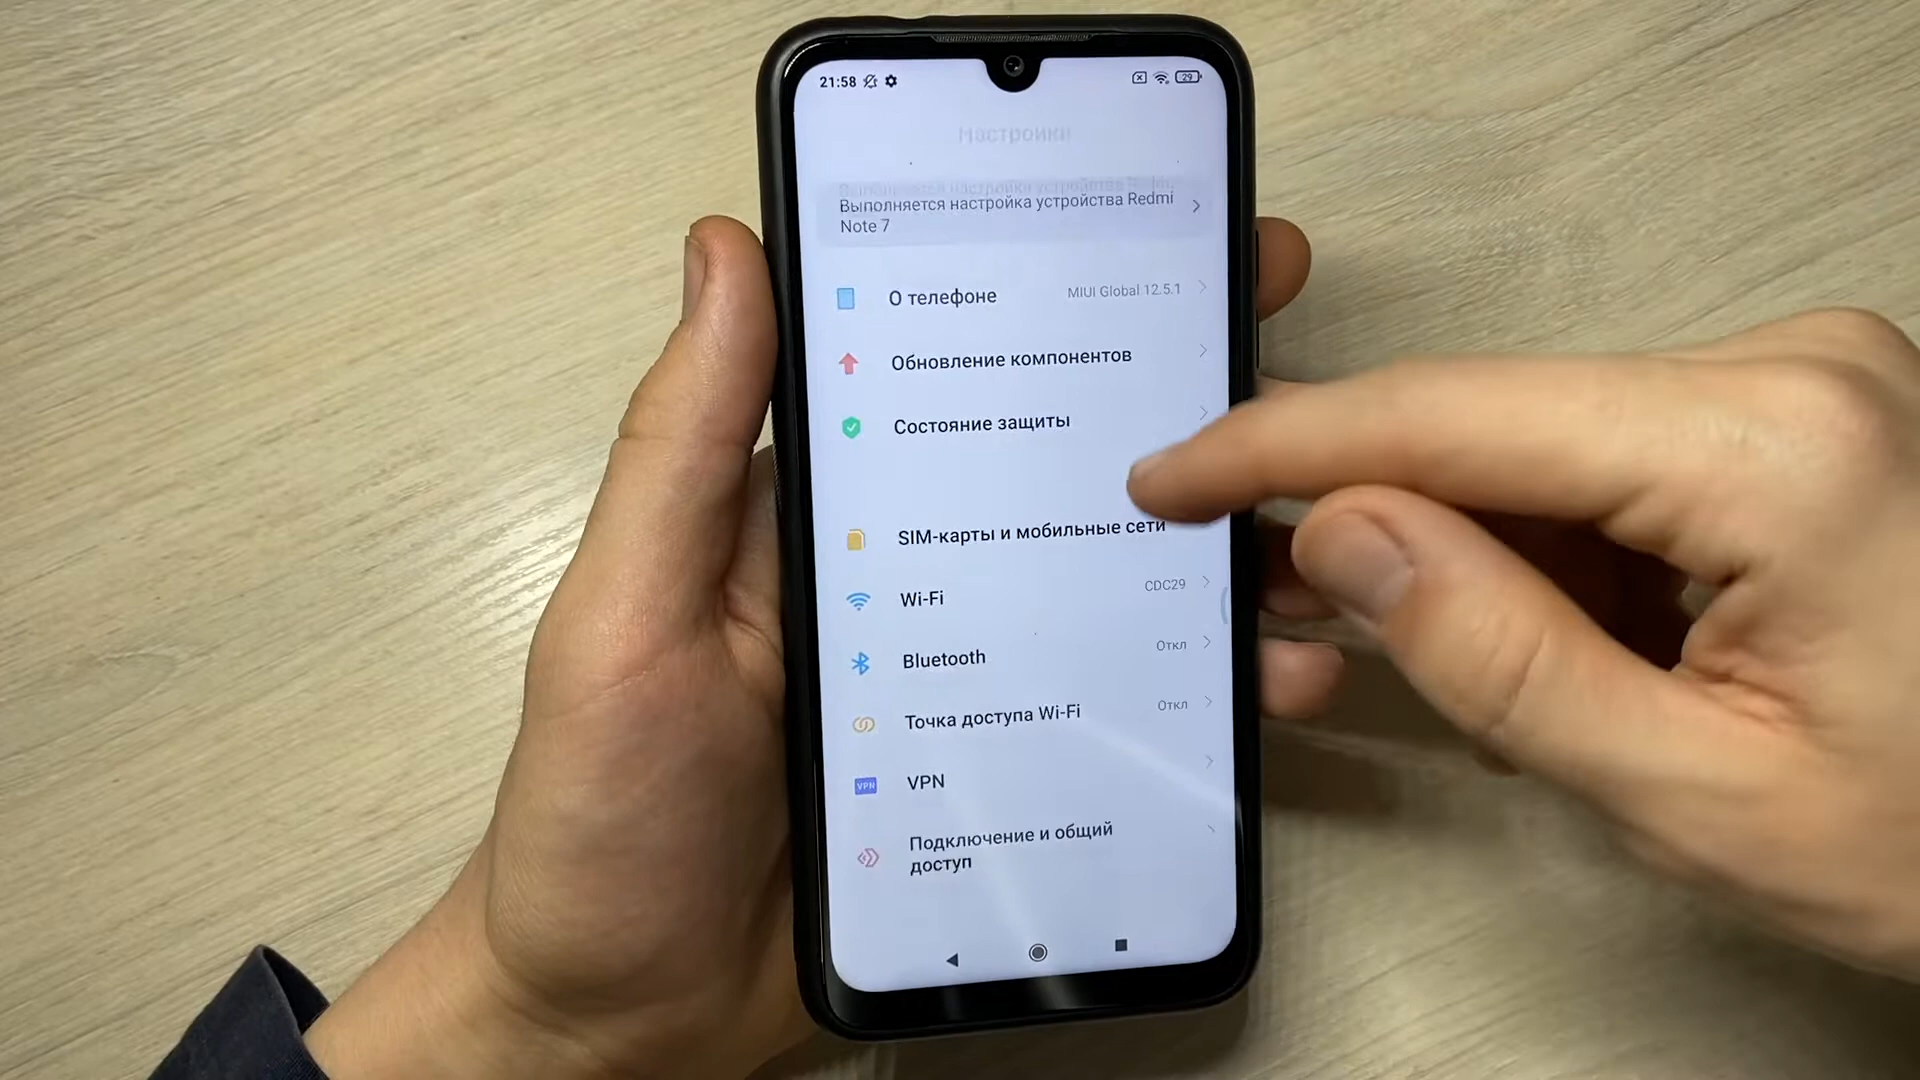 21:58
29
Настройки
Выполняется настройка устройства Redmi
Note 7
О телефоне
MIUI Global 12.5.1
Обновление компонентов
Состояние защиты
SIM-карты и мобильные сети
Wi-Fi
CDC29
Bluetooth
Откл
Точка доступа Wi-Fi
Откл
VPN
VPN
Подключение и общий
доступ